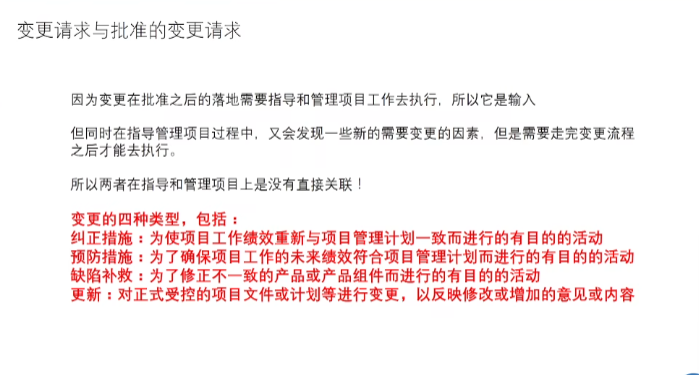 变更请求与批准的变更请求
因为变更在批准之后的落地需要指导和管理项目工作去执行，所以它是输入
但同时在指导管理项目过程中，又会发现一些新的需要变更的因素，但是需要走完变更流程
之后才能去执行。
所以两者在指导和管理项目上是没有直接关联！
变更的四种类型，包括：
纠正措施：为使项目工作绩效重新与项目管理计划一致而进行的有目的的活动
预防措施：为了确保项目工作的未来绩效符合项目管理计划而进行的有目的的活动
缺陷补救：为了修正不一致的产品或产品组件而进行的有目的的活动
更新：对正式受控的项目文件或计划等进行变更，以反映修改或增加的意见或内容